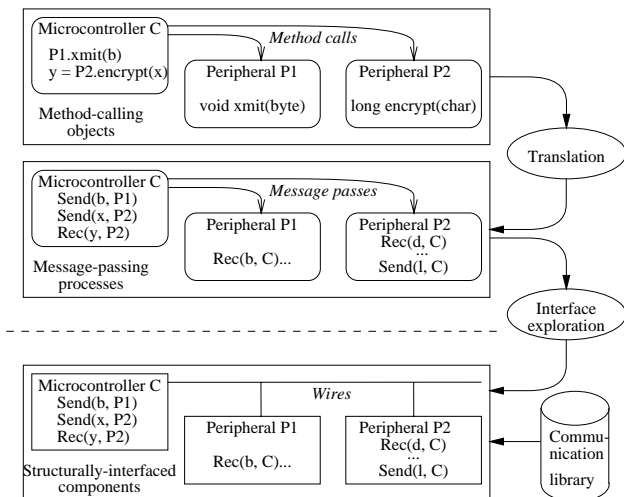 Microcontroller C
P1.xmit(b)
y = P2.encrypt(x)
Method-calling
objects
Method calls
Peripheral P1
void xmit(byte)
Peripheral P2
long encrypt(char)
Translation
Microcontroller C
Send(b, P1)
Send(x, P2)
Rec(y, P2)
Message-passing
processes
Message passes
Peripheral P1
Rec(b, C)...
Peripheral P2
Rec(d, C)
...
Send(l, C)
Interface
exploration
Microcontroller C
Send(b, P1)
Send(x, P2)
Rec(y, P2)
Structurally-interfaced
components
Wires
Peripheral P1
Rec(b, C)...
Peripheral P2
Rec(d, C)
...
Send(l, C)
Commu-
nication
library